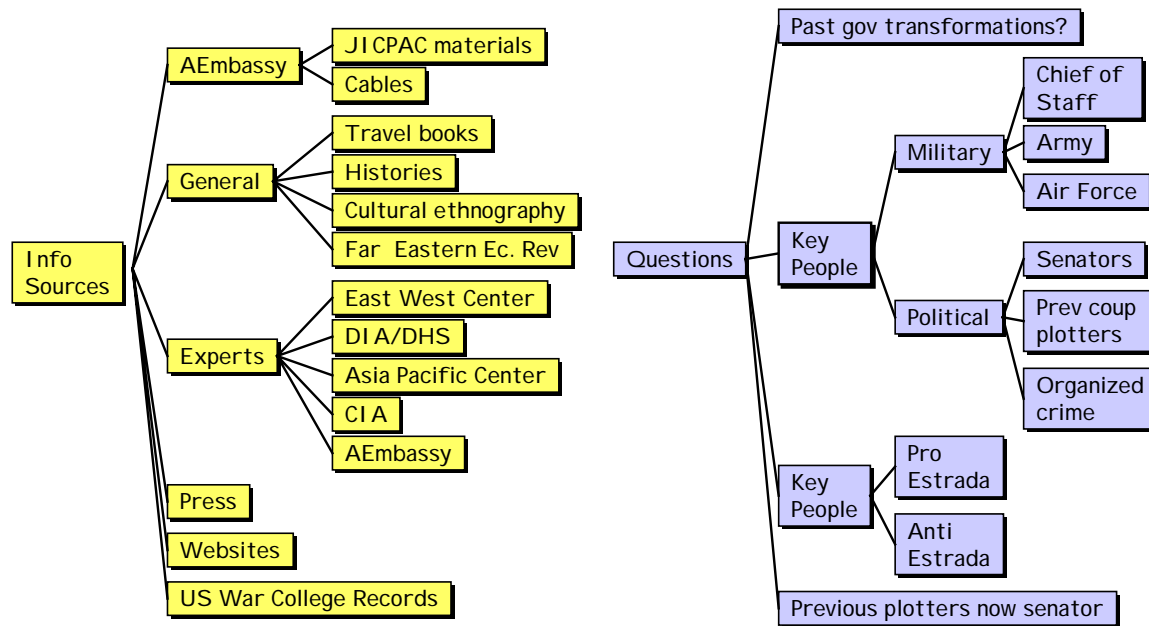 Info
Sources
AEmbassy
JICPAC materials
Cables
General
Travel books
Histories
Cultural ethnography
Far Eastern Ec. Rev
Experts
East West Center
DIA/DHS
Asia Pacific Center
CIA
AEmbassy
Press
Websites
US War College Records
Questions
Past gov transformations?
Key
People
Military
Chief of
Staff
Army
Air Force
Political
Senators
Prev coup
plotters
Organized
crime
Key
People
Pro
Estrada
Anti
Estrada
Previous plotters now senator